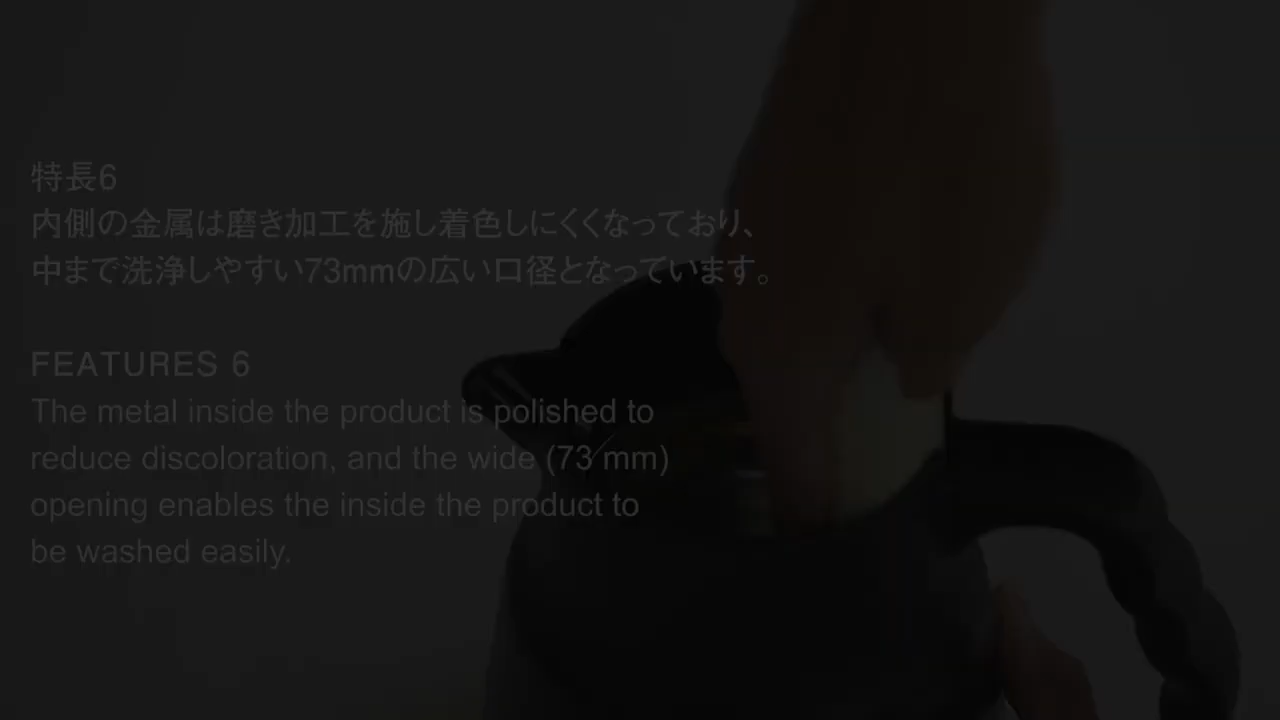 特長6
内側の金属は磨き加工を施し着色しにくくなっており、
中まで洗浄しやすい73mmの広い口径となっています。
FEATURES 6
The metal inside the product is polished to
reduce discoloration, and the wide (73 mm)
opening enables the inside the product to
be washed easily.